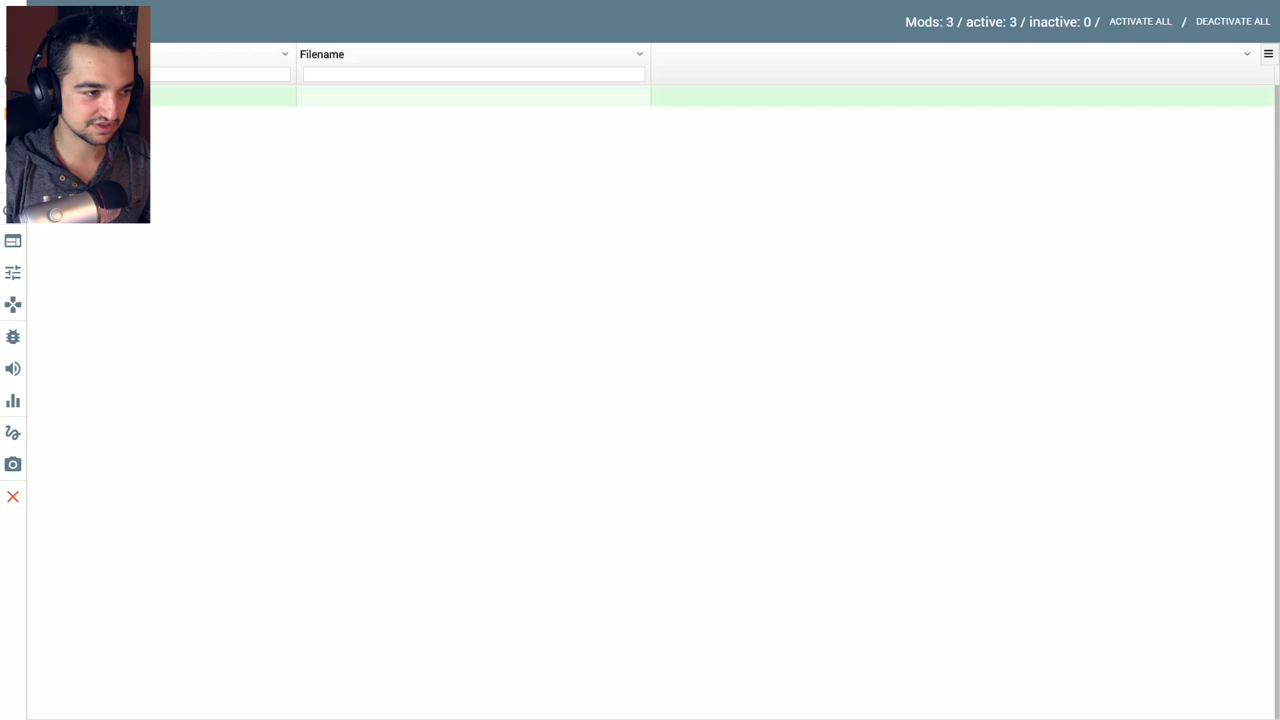 Mods: 3 / active: 3 / inactive: 0 / ACTIVATE ALL / DEACTIVATE ALL
Filename